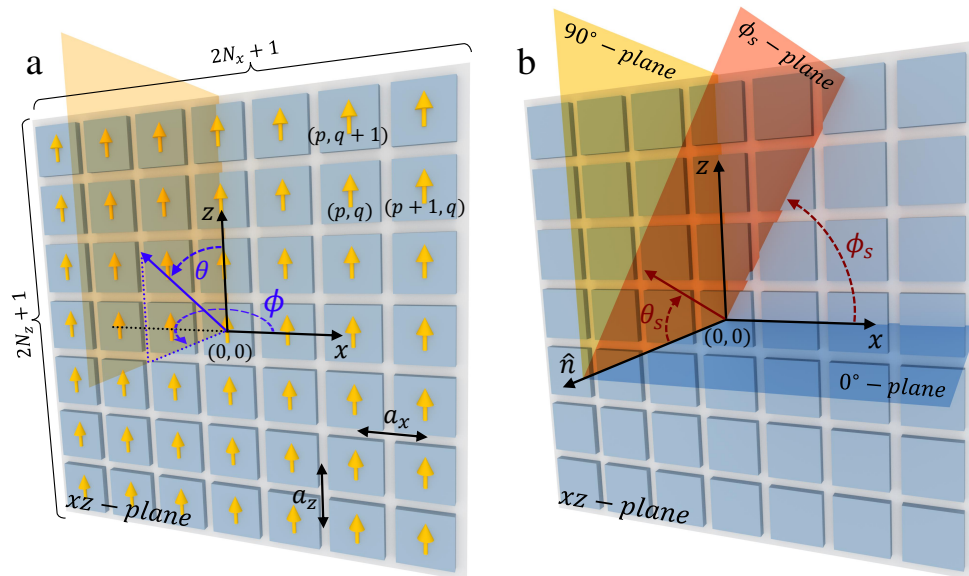 a
2N_x + 1
2N_z + 1
(p, q + 1)
(p, q)
(p + 1, q)
z
θ
ϕ
x
(0, 0)
a_x
a_z
xz − plane
b
90° − plane
ϕ_s − plane
z
ϕ_s
θ_s
x
(0, 0)
n̂
0° − plane
xz − plane